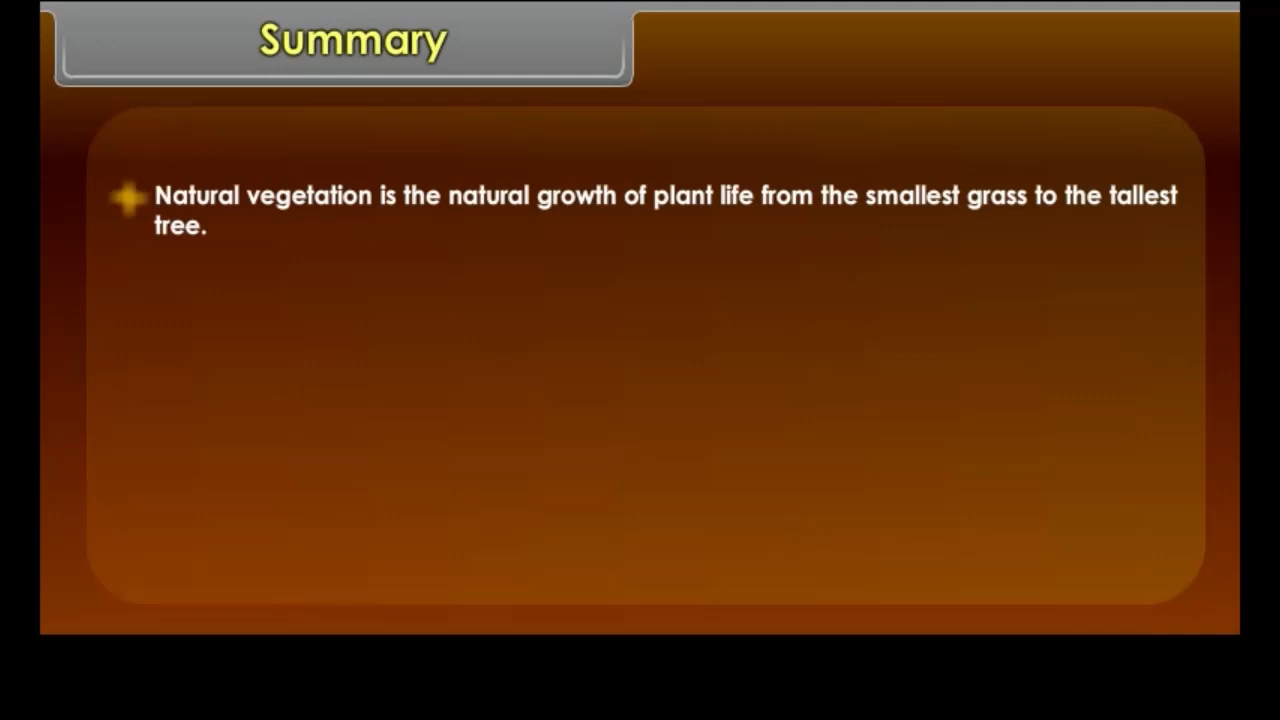 Summary
Natural vegetation is the natural growth of plant life from the smallest grass to the tallest
tree.